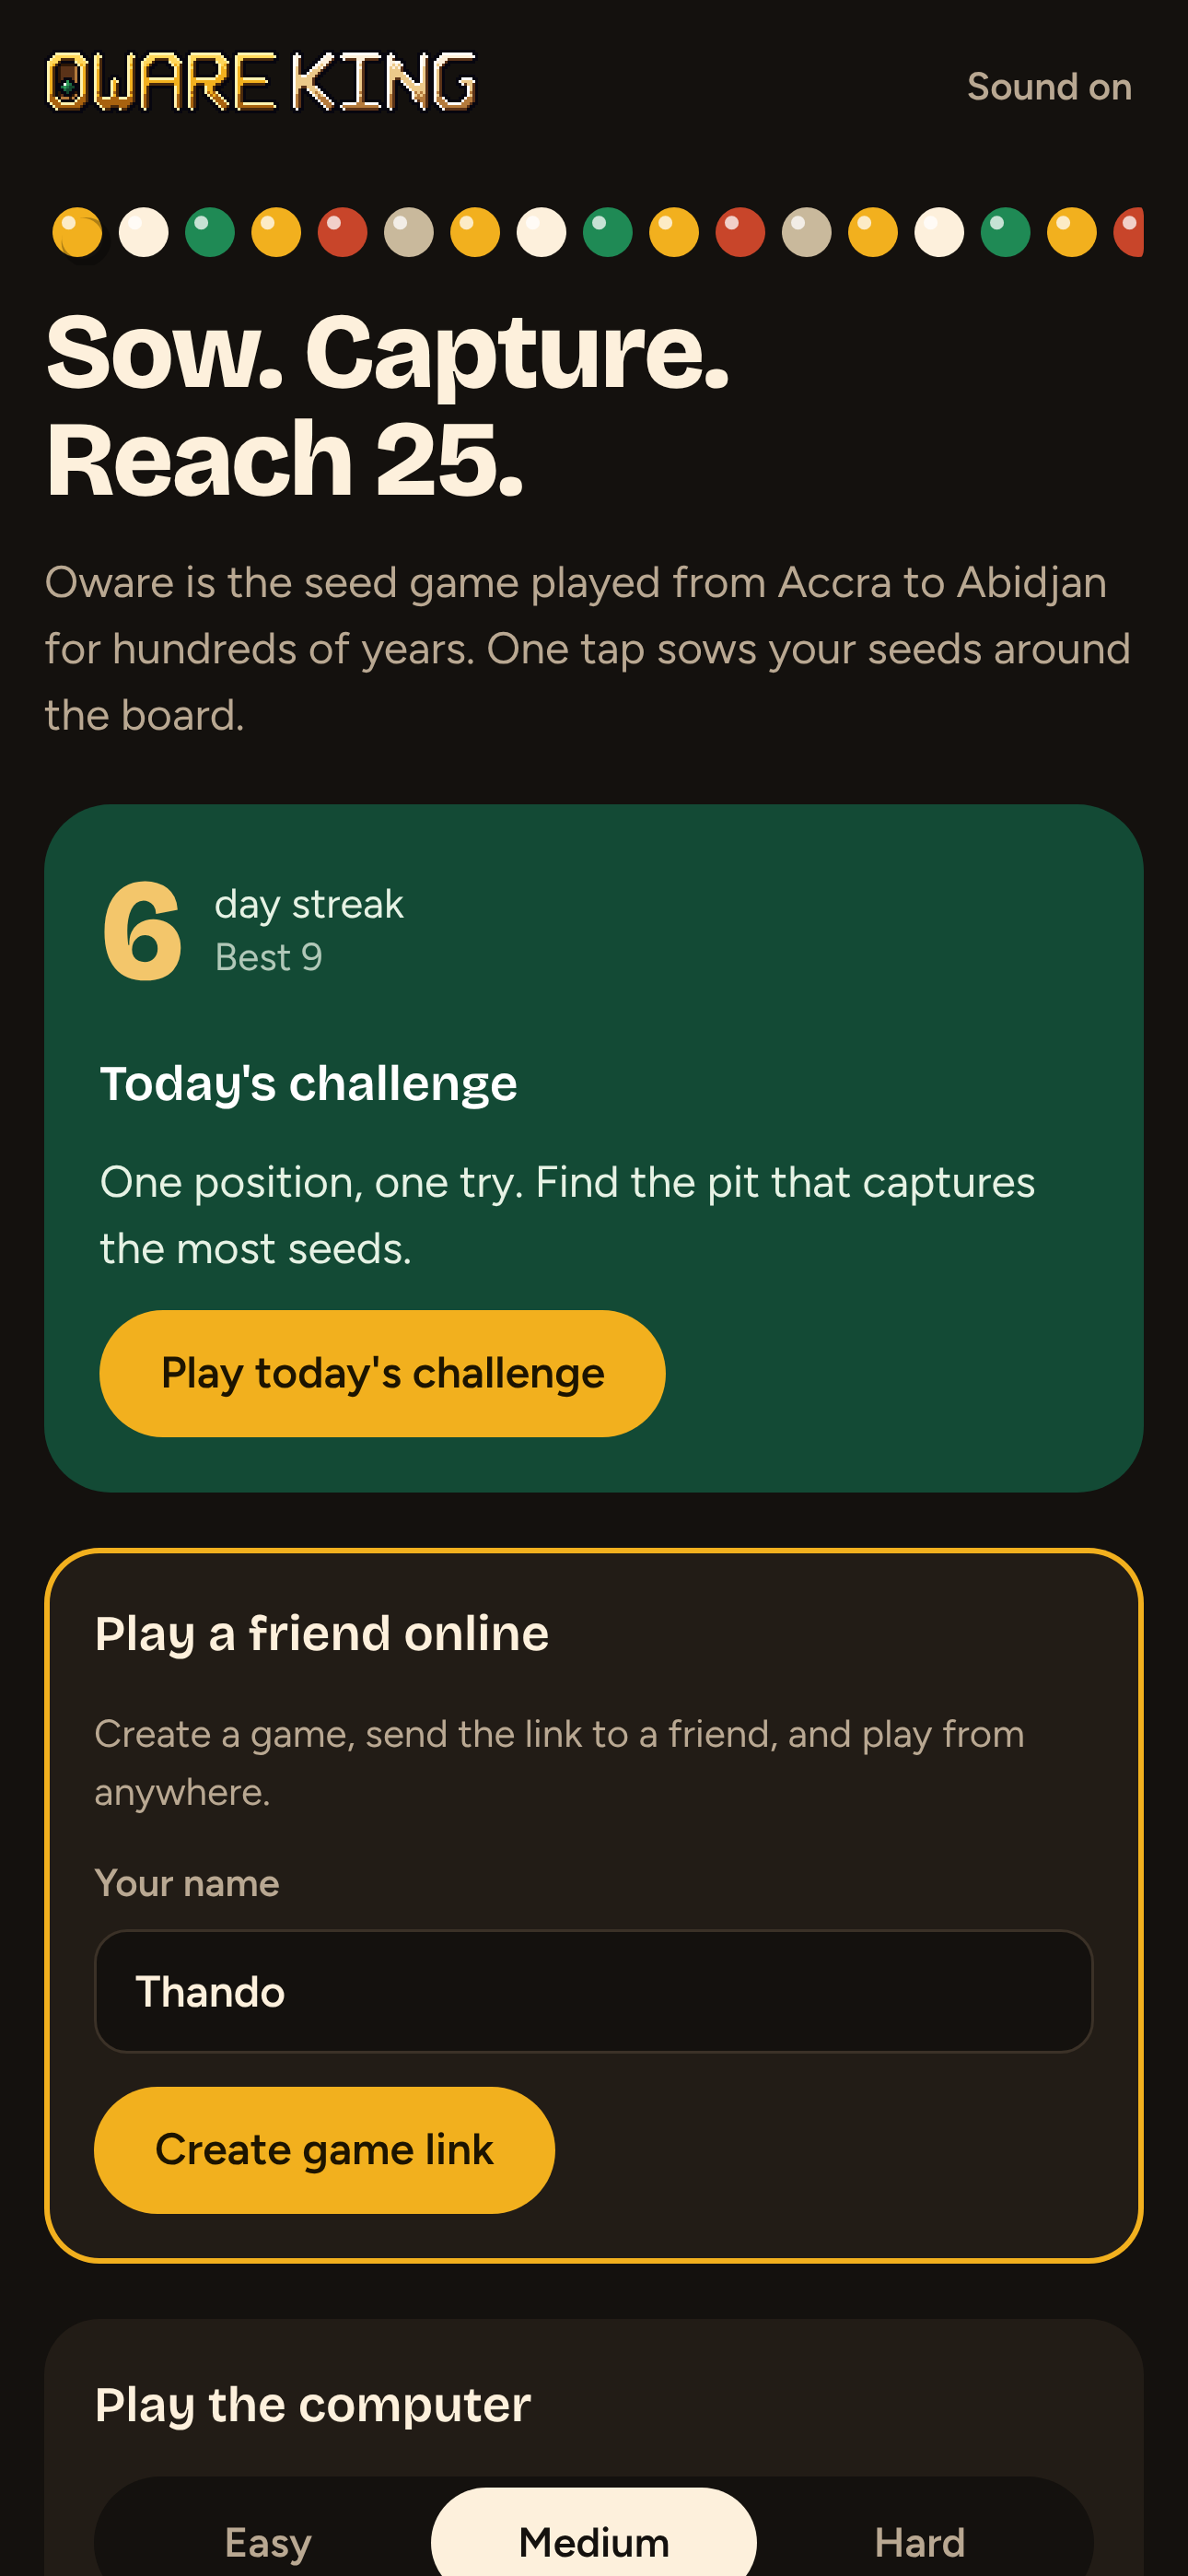 OWARE KING
Sound on
Sow. Capture.
Reach 25.
Oware is the seed game played from Accra to Abidjan
for hundreds of years. One tap sows your seeds around
the board.
6
day streak
Best 9
Today's challenge
One position, one try. Find the pit that captures
the most seeds.
Play today's challenge
Play a friend online
Create a game, send the link to a friend, and play from
anywhere.
Your name
Thando
Create game link
Play the computer
Easy
Medium
Hard